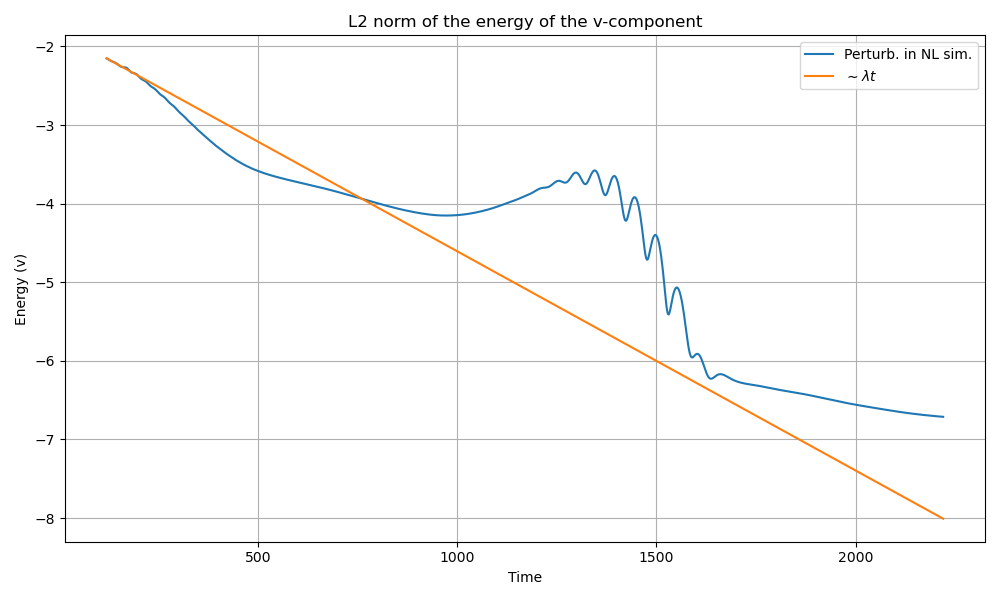 L2 norm of the energy of the v-component
Perturb. in NL sim.
~ λt
Energy (v)
−2
−3
−4
−5
−6
−7
−8
500 1000 1500 2000
Time